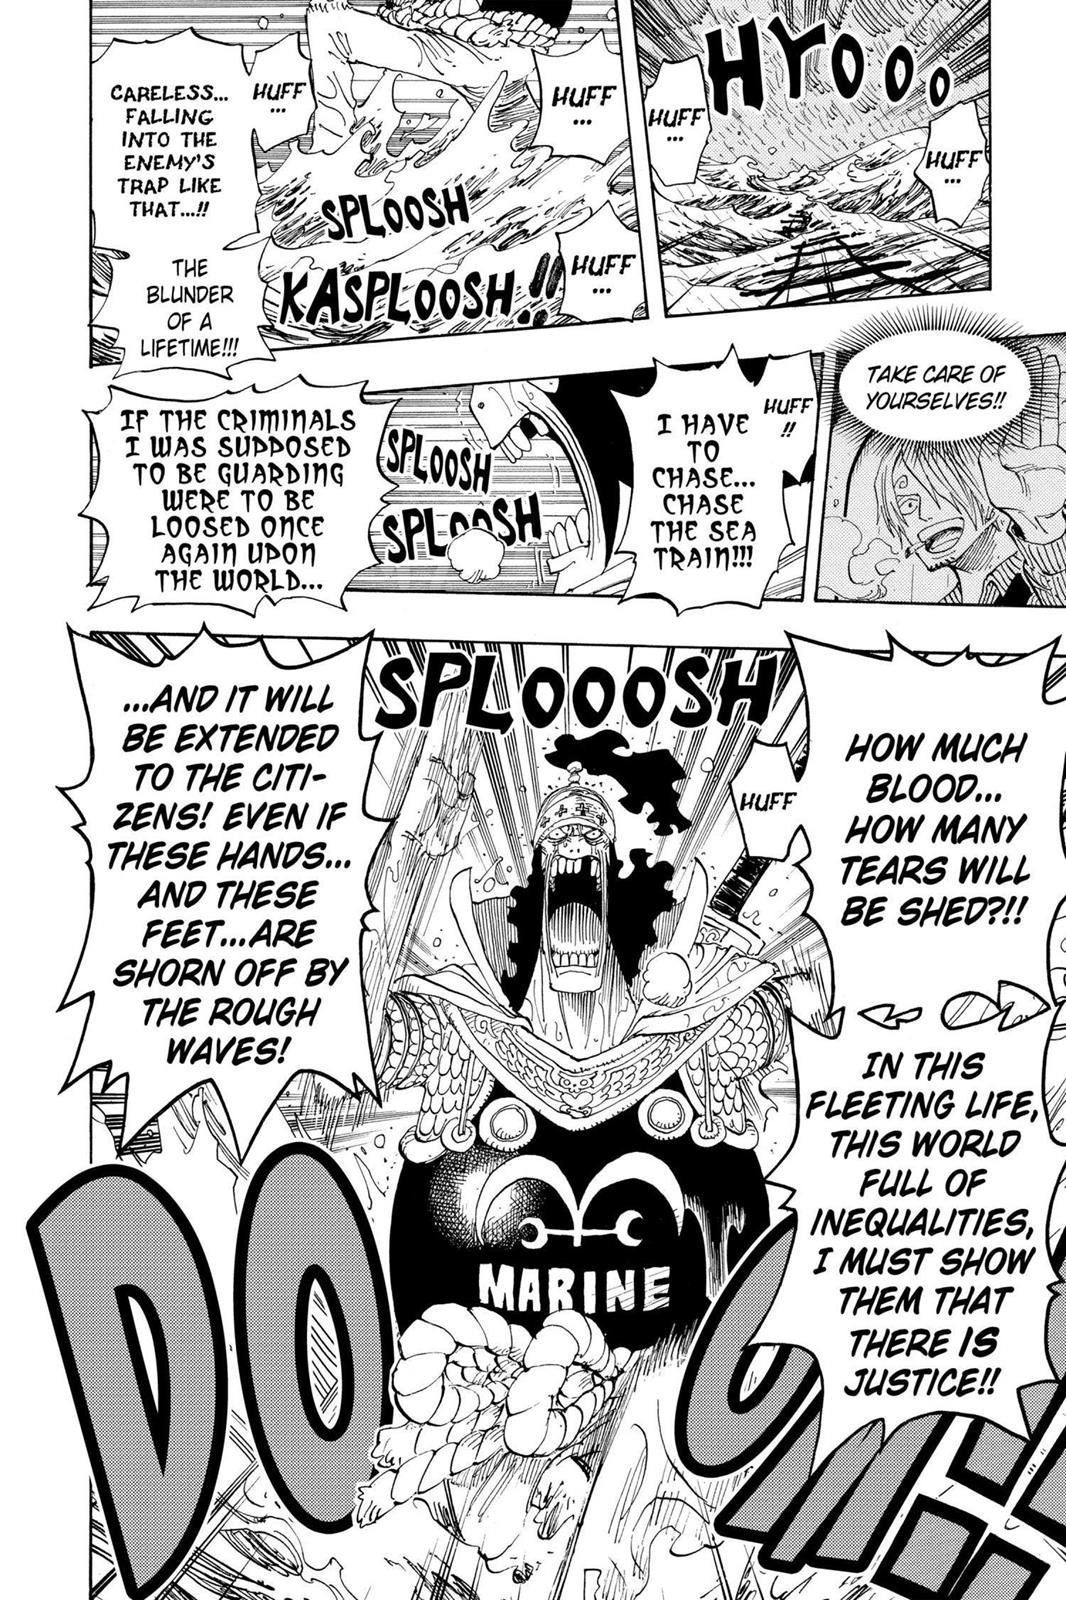 HYOOO
HUFF
...
HUFF
...
HUFF
...
HUFF
...
HUFF
...
SPLOOSH
KASPLOOSH!!
CARELESS...
FALLING
INTO THE
ENEMY'S
TRAP LIKE
THAT...!!
THE
BLUNDER
OF A
LIFETIME!!!
TAKE CARE OF
YOURSELVES!!
HUFF
!!
I HAVE
TO
CHASE...
CHASE
THE SEA
TRAIN!!!
SPLOOSH
SPLOOSH
IF THE CRIMINALS
I WAS SUPPOSED
TO BE GUARDING
WERE TO BE
LOOSED ONCE
AGAIN UPON
THE WORLD...
HOW MUCH
BLOOD...
HOW MANY
TEARS WILL
BE SHED?!!
HUFF
SPLOOOSH
IN THIS
FLEETING LIFE,
THIS WORLD
FULL OF
INEQUALITIES,
I MUST SHOW
THEM THAT
THERE IS
JUSTICE!!
...AND IT WILL
BE EXTENDED
TO THE CITI-
ZENS! EVEN IF
THESE HANDS...
AND THESE
FEET...ARE
SHORN OFF BY
THE ROUGH
WAVES!
MARINE
DOOM!!